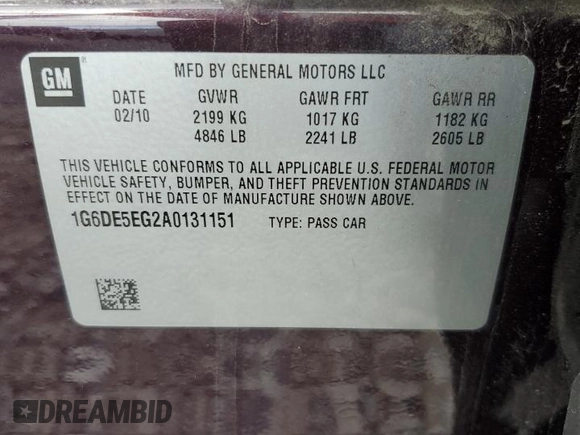 GM
MFD BY GENERAL MOTORS LLC
DATE GVWR GAWR FRT GAWR RR
02/10 2199 KG 1017 KG 1182 KG
4846 LB 2241 LB 2605 LB
THIS VEHICLE CONFORMS TO ALL APPLICABLE U.S. FEDERAL MOTOR
VEHICLE SAFETY, BUMPER, AND THEFT PREVENTION STANDARDS IN
EFFECT ON THE DATE OF MANUFACTURE SHOWN ABOVE.
1G6DE5EG2A0131151 TYPE: PASS CAR
DREAMBID